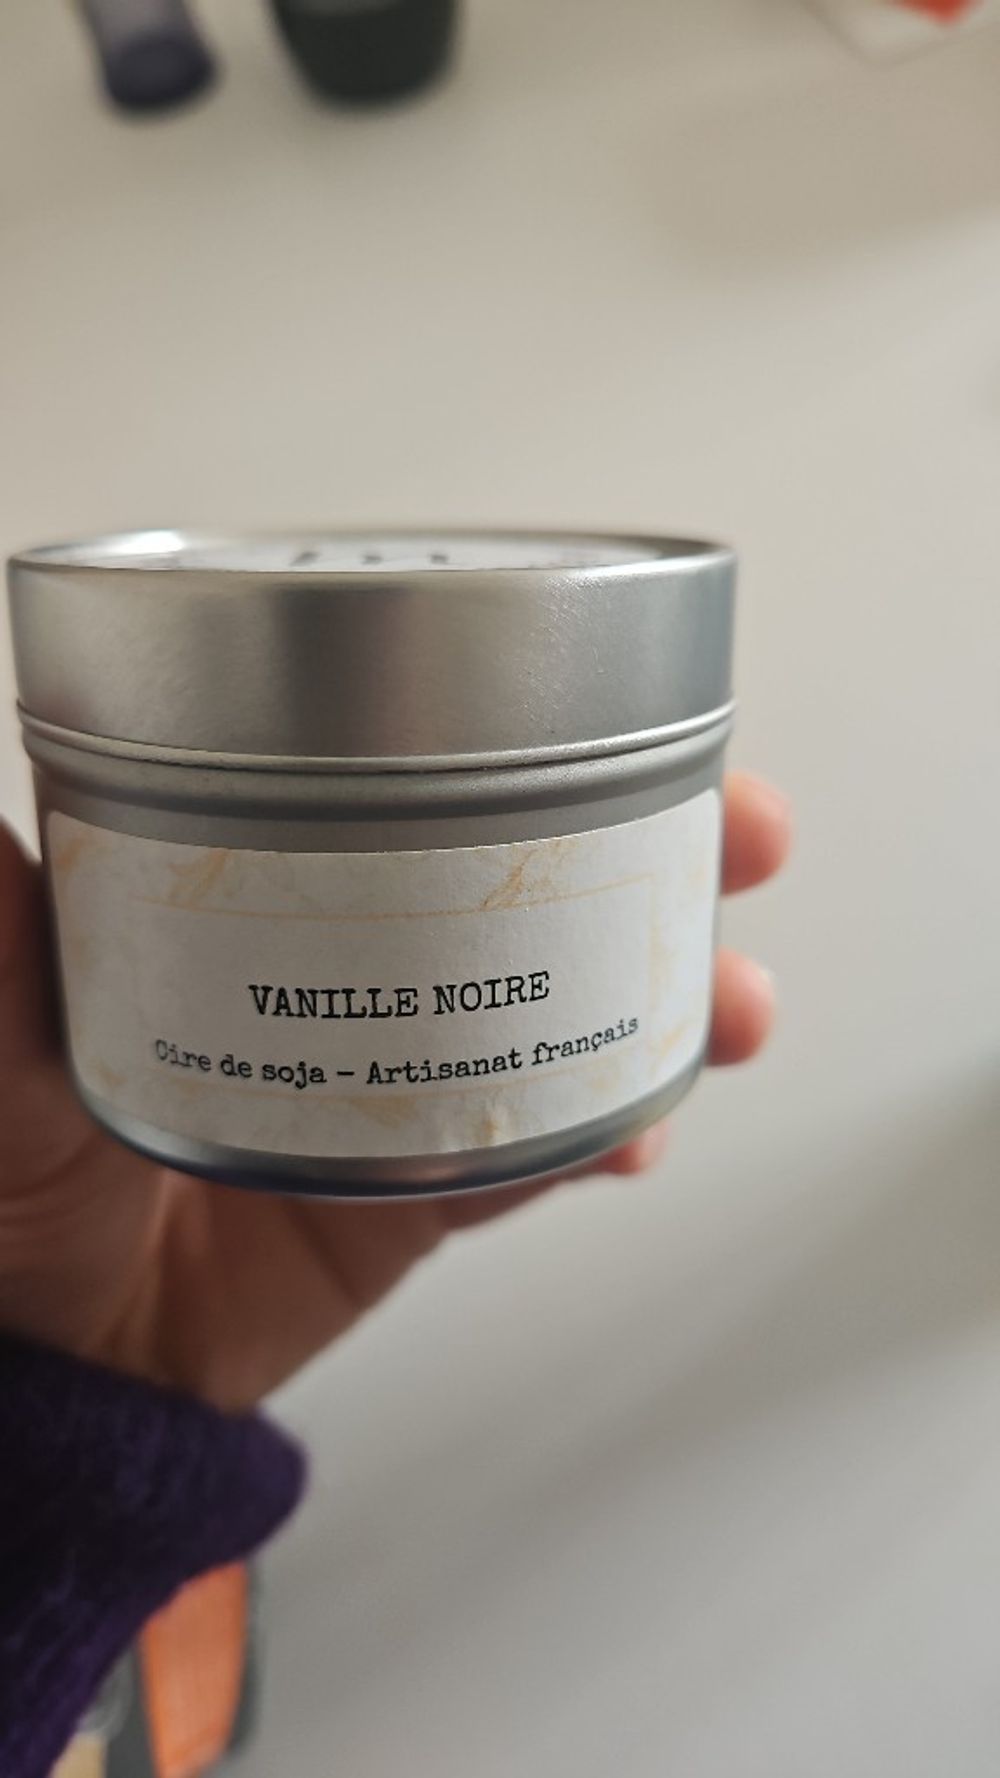 VANILLE NOIRE
Cire de soja - Artisanat français